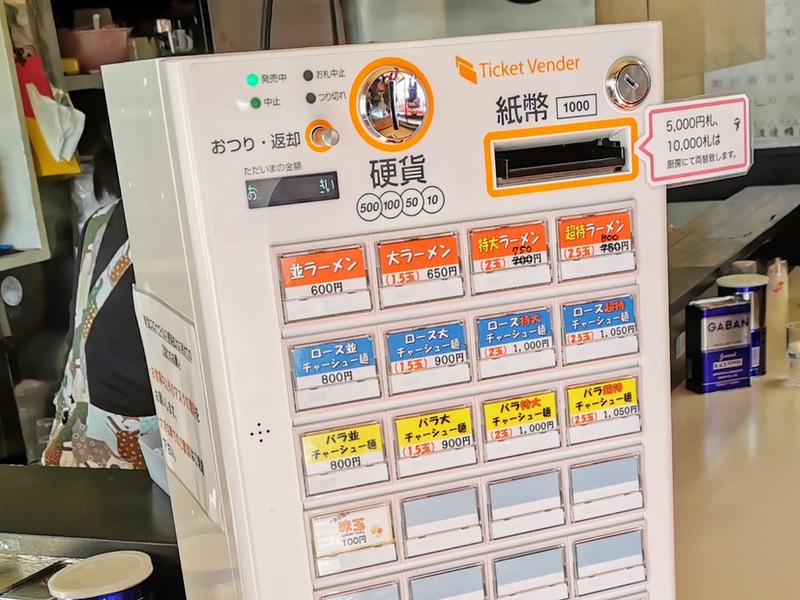 発売中
お札中止
中止
つり切れ
Ticket Vender
おつり・返却
紙幣
1000
5,000円札、
10,000札は
厨房にて両替致します。
ただいまの金額
硬貨
500 100 50 10
並ラーメン
600円
大ラーメン
(1.5玉) 650円
特大ラーメン
750
(2玉) 700円
超特ラーメン
800
(2.5玉) 750円
ロース並
チャーシュー麺
800円
ロース大
チャーシュー麺
(1.5玉) 900円
ロース特大
チャーシュー麺
(2玉) 1,000円
ロース超特
チャーシュー麺
(2.5玉) 1,050円
バラ並
チャーシュー麺
800円
バラ大
チャーシュー麺
(1.5玉) 900円
バラ特大
チャーシュー麺
(2玉) 1,000円
バラ超特
チャーシュー麺
(2.5玉) 1,050円
味玉
100円
GABAN